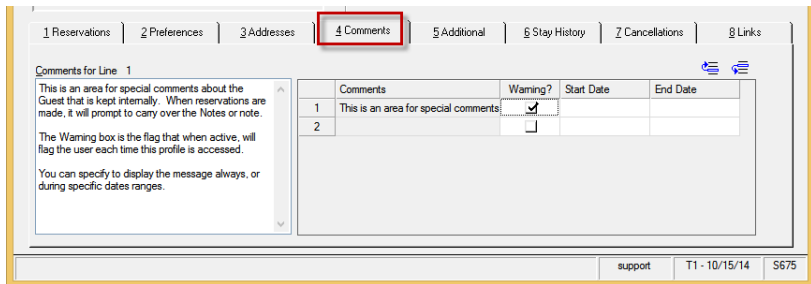 1 Reservations 2 Preferences 3 Addresses 4 Comments 5 Additional 6 Stay History 7 Cancellations 8 Links
Comments for Line 1
This is an area for special comments about the
Guest that is kept internally. When reservations are
made, it will prompt to carry over the Notes or note.
The Warning box is the flag that when active, will
flag the user each time this profile is accessed.
You can specify to display the message always, or
during specific dates ranges.
Comments Warning? Start Date End Date
1 This is an area for special comments
2
support T1 - 10/15/14 S675